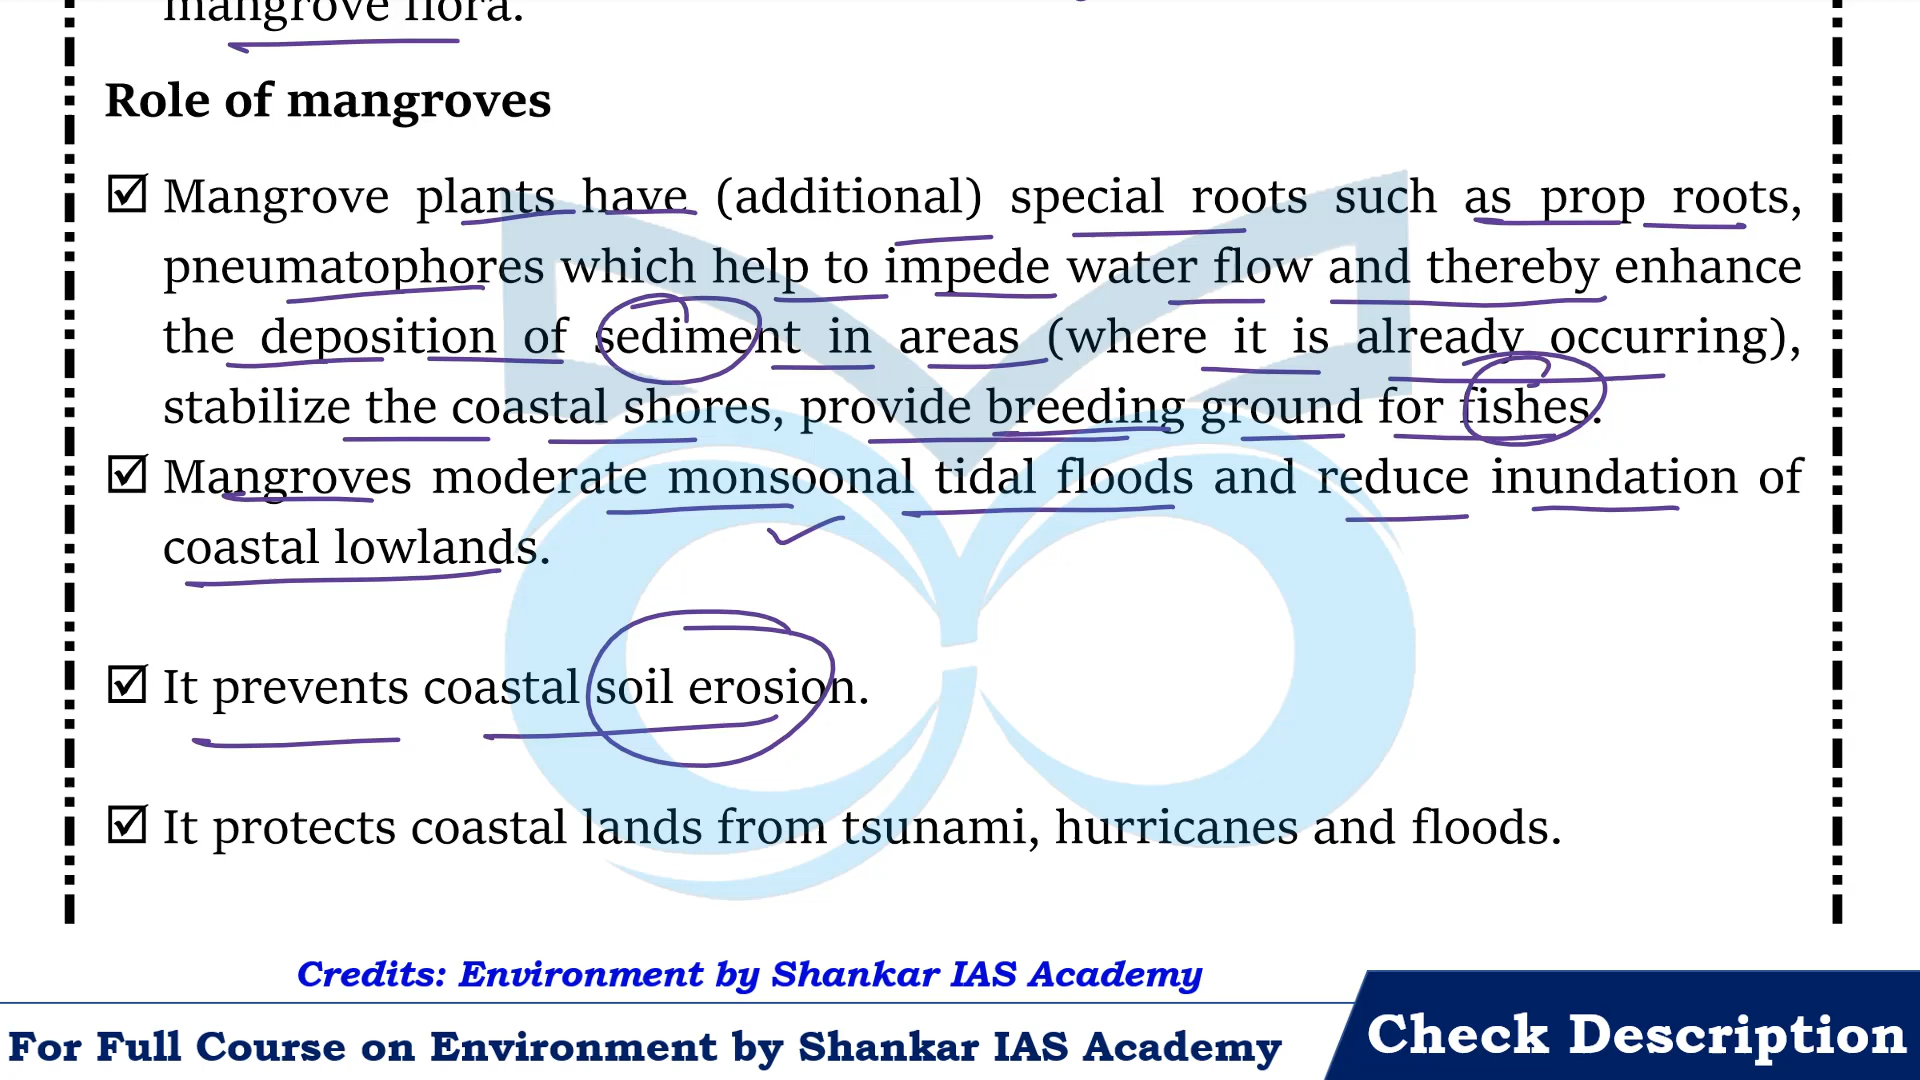 mangrove flora.
Role of mangroves
Mangrove plants have (additional) special roots such as prop roots,
pneumatophores which help to impede water flow and thereby enhance
the deposition of sediment in areas (where it is already occurring),
stabilize the coastal shores, provide breeding ground for fishes.
Mangroves moderate monsoonal tidal floods and reduce inundation of
coastal lowlands.
It prevents coastal soil erosion.
It protects coastal lands from tsunami, hurricanes and floods.
Credits: Environment by Shankar IAS Academy
For Full Course on Environment by Shankar IAS Academy
Check Description